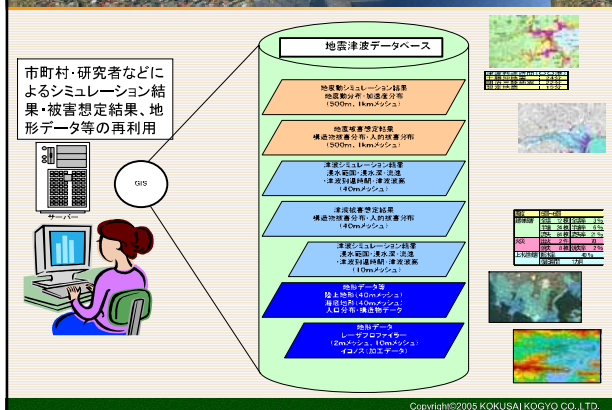 地震津波データベース
市町村・研究者などに
よるシミュレーション結
果・被害想定結果、地
形データ等の再利用
サーバー
GIS
地震動シミュレーション結果
地震動分布・加速度分布
(500m、1kmメッシュ)
地震被害想定結果
構造物被害分布・人的被害分布
(500m、1kmメッシュ)
津波シミュレーション結果
浸水範囲・浸水深・流速
・津波到達時間・津波波高
(40mメッシュ)
津波被害想定結果
構造物被害分布・人的被害分布
(40mメッシュ)
津波シミュレーション結果
浸水範囲・浸水深・流速
・津波到達時間・津波波高
(10mメッシュ)
地形データ等
陸上地形(40mメッシュ)
海底地形(40mメッシュ)
人口分布・構造物データ
地形データ
レーザプロファイラー
(2mメッシュ、10mメッシュ)
イコノス(加工データ)
Copyright©2005 KOKUSAI KOGYO CO.,LTD.